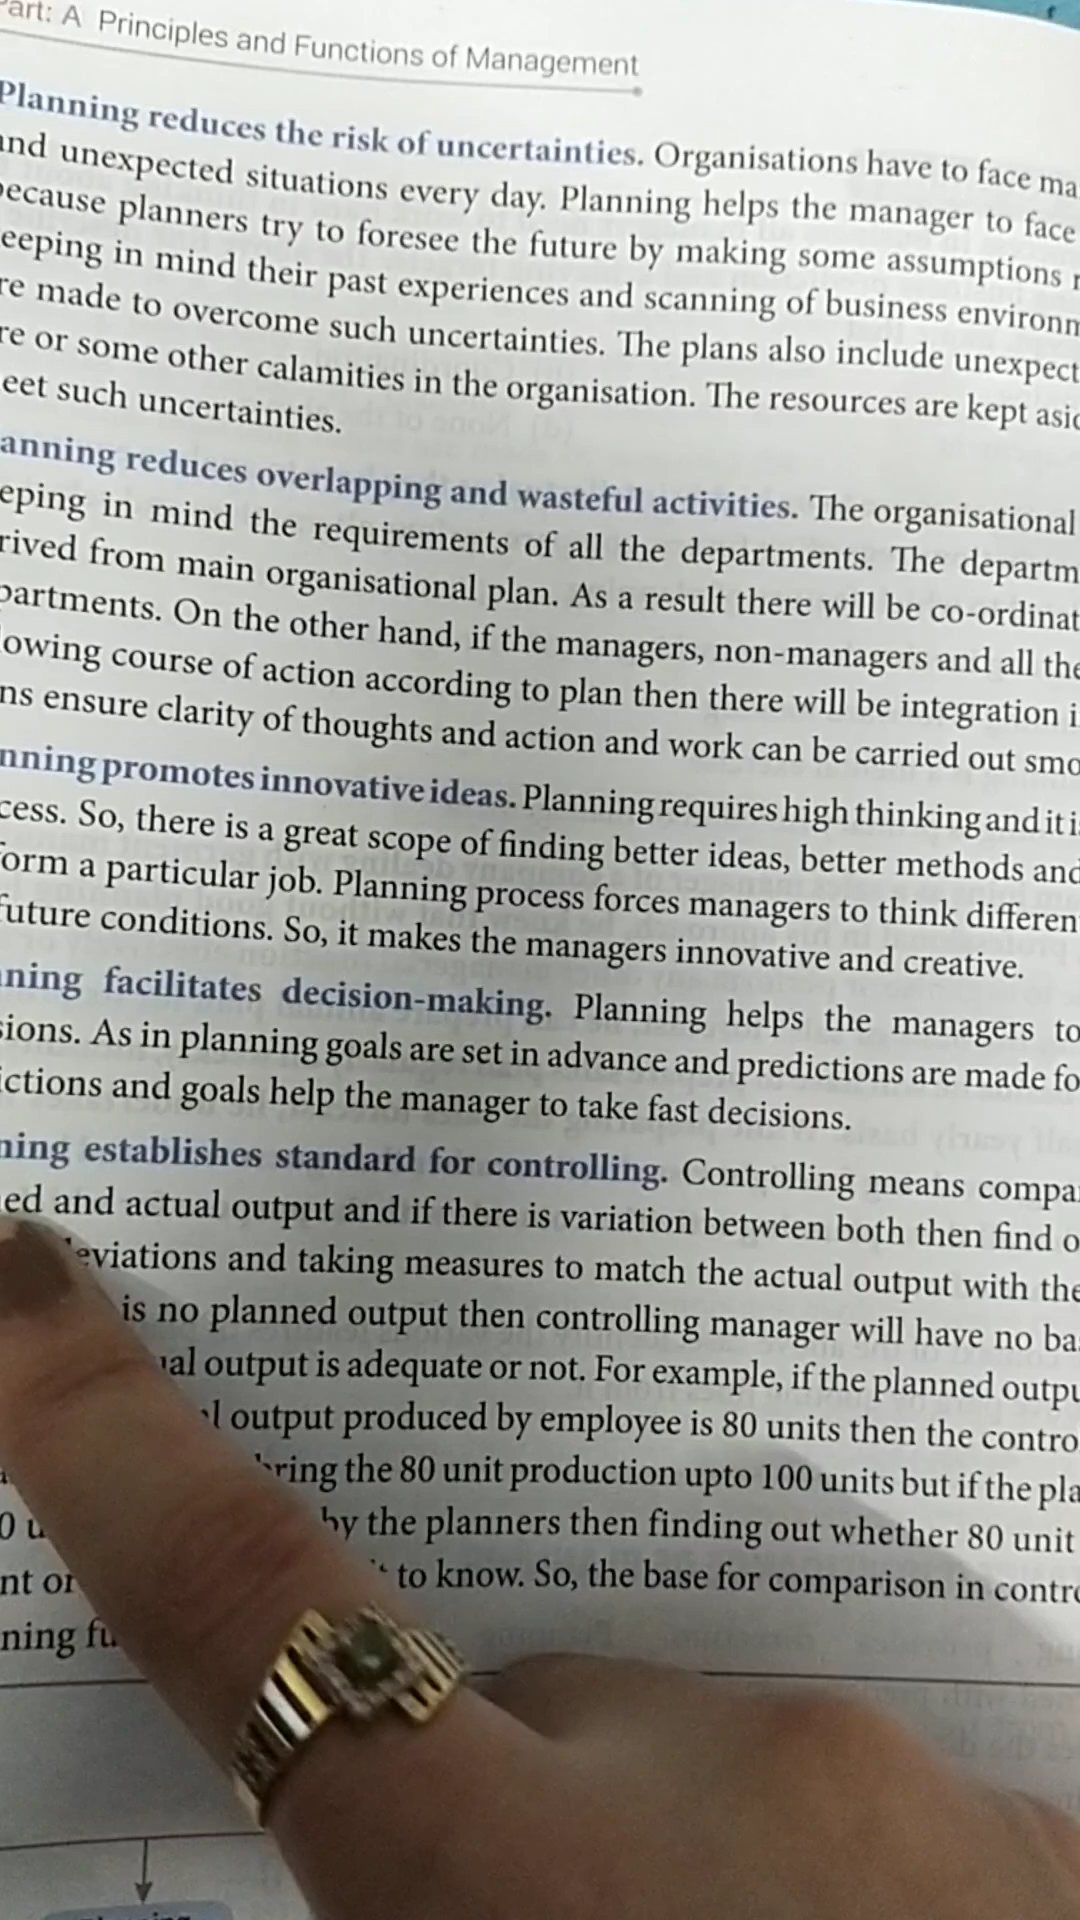 art: A Principles and Functions of Management
Planning reduces the risk of uncertainties. Organisations have to face ma
and unexpected situations every day. Planning helps the manager to face
because planners try to foresee the future by making some assumptions
eeping in mind their past experiences and scanning of business environm
re made to overcome such uncertainties. The plans also include unexpect
re or some other calamities in the organisation. The resources are kept asid
eet such uncertainties.
anning reduces overlapping and wasteful activities. The organisational
eping in mind the requirements of all the departments. The departm
rived from main organisational plan. As a result there will be co-ordinat
partments. On the other hand, if the managers, non-managers and all the
lowing course of action according to plan then there will be integration i
ns ensure clarity of thoughts and action and work can be carried out smo
nning promotes innovative ideas. Planning requires high thinking and it i
cess. So, there is a great scope of finding better ideas, better methods and
orm a particular job. Planning process forces managers to think differen
future conditions. So, it makes the managers innovative and creative.
ning facilitates decision-making. Planning helps the managers to
sions. As in planning goals are set in advance and predictions are made fo
ictions and goals help the manager to take fast decisions.
ning establishes standard for controlling. Controlling means compa
ed and actual output and if there is variation between both then find o
eviations and taking measures to match the actual output with the
is no planned output then controlling manager will have no ba
ual output is adequate or not. For example, if the planned outpu
l output produced by employee is 80 units then the contro
ring the 80 unit production upto 100 units but if the pla
0 u by the planners then finding out whether 80 unit
nt or to know. So, the base for comparison in contro
ning fu